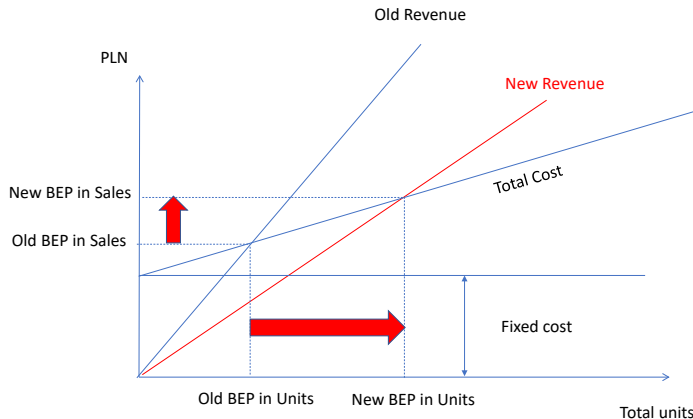 Old Revenue
PLN
New Revenue
Total Cost
New BEP in Sales
Old BEP in Sales
Fixed cost
Old BEP in Units
New BEP in Units
Total units